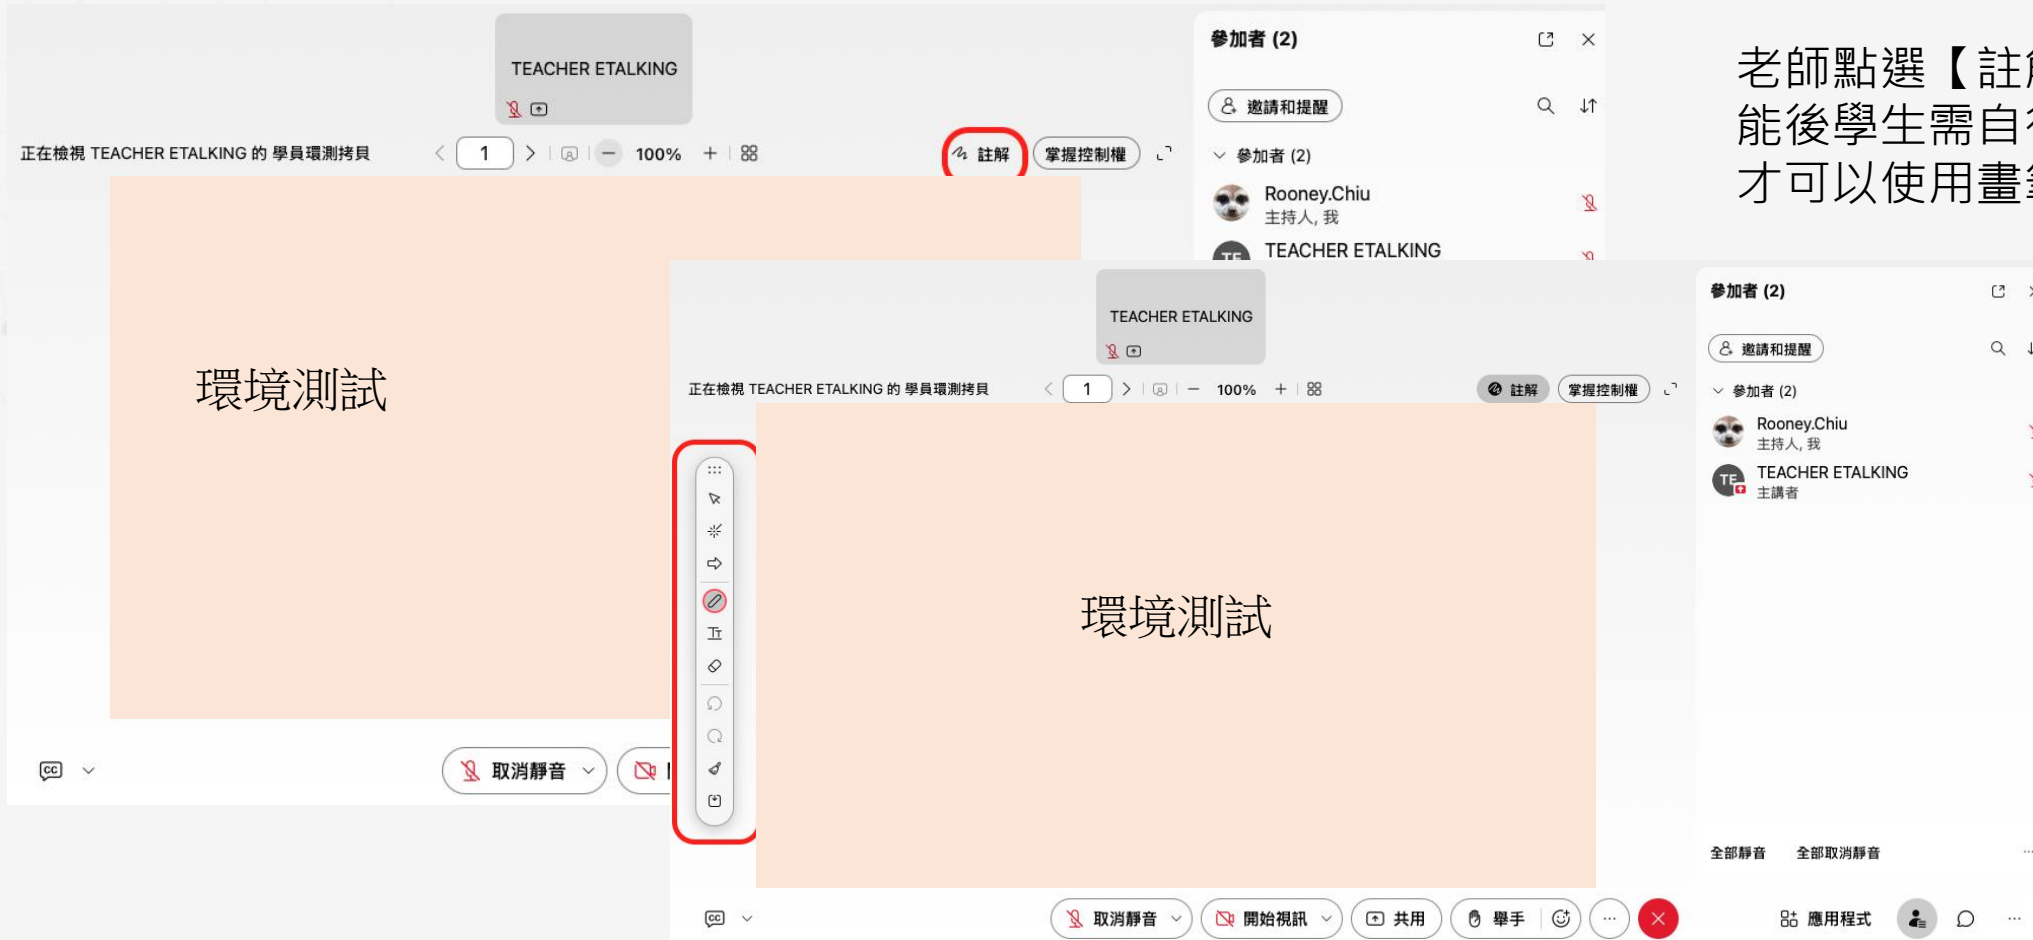 TEACHER ETALKING
正在檢視 TEACHER ETALKING 的 學員環測拷貝
1
100%
註解
掌握控制權
參加者 (2)
邀請和提醒
參加者 (2)
Rooney.Chiu
主持人, 我
TE
TEACHER ETALKING
環境測試
CC
取消靜音
老師點選【註
能後學生需自
才可以使用畫
TEACHER ETALKING
正在檢視 TEACHER ETALKING 的 學員環測拷貝
1
100%
註解
掌握控制權
參加者 (2)
邀請和提醒
參加者 (2)
Rooney.Chiu
主持人, 我
TE
TEACHER ETALKING
主講者
環境測試
全部靜音
全部取消靜音
CC
取消靜音
開始視訊
共用
舉手
應用程式